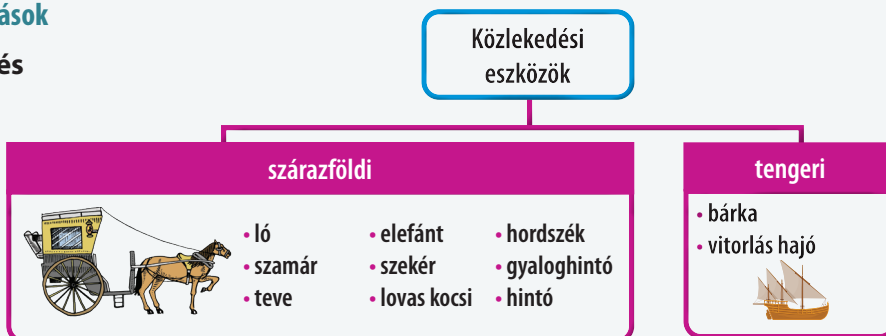 ások
és
Közlekedési
eszközök
szárazföldi
• ló
• szamár
• teve
• elefánt
• szekér
• lovas kocsi
• hordszék
• gyaloghintó
• hintó
tengeri
• bárka
• vitorlás hajó